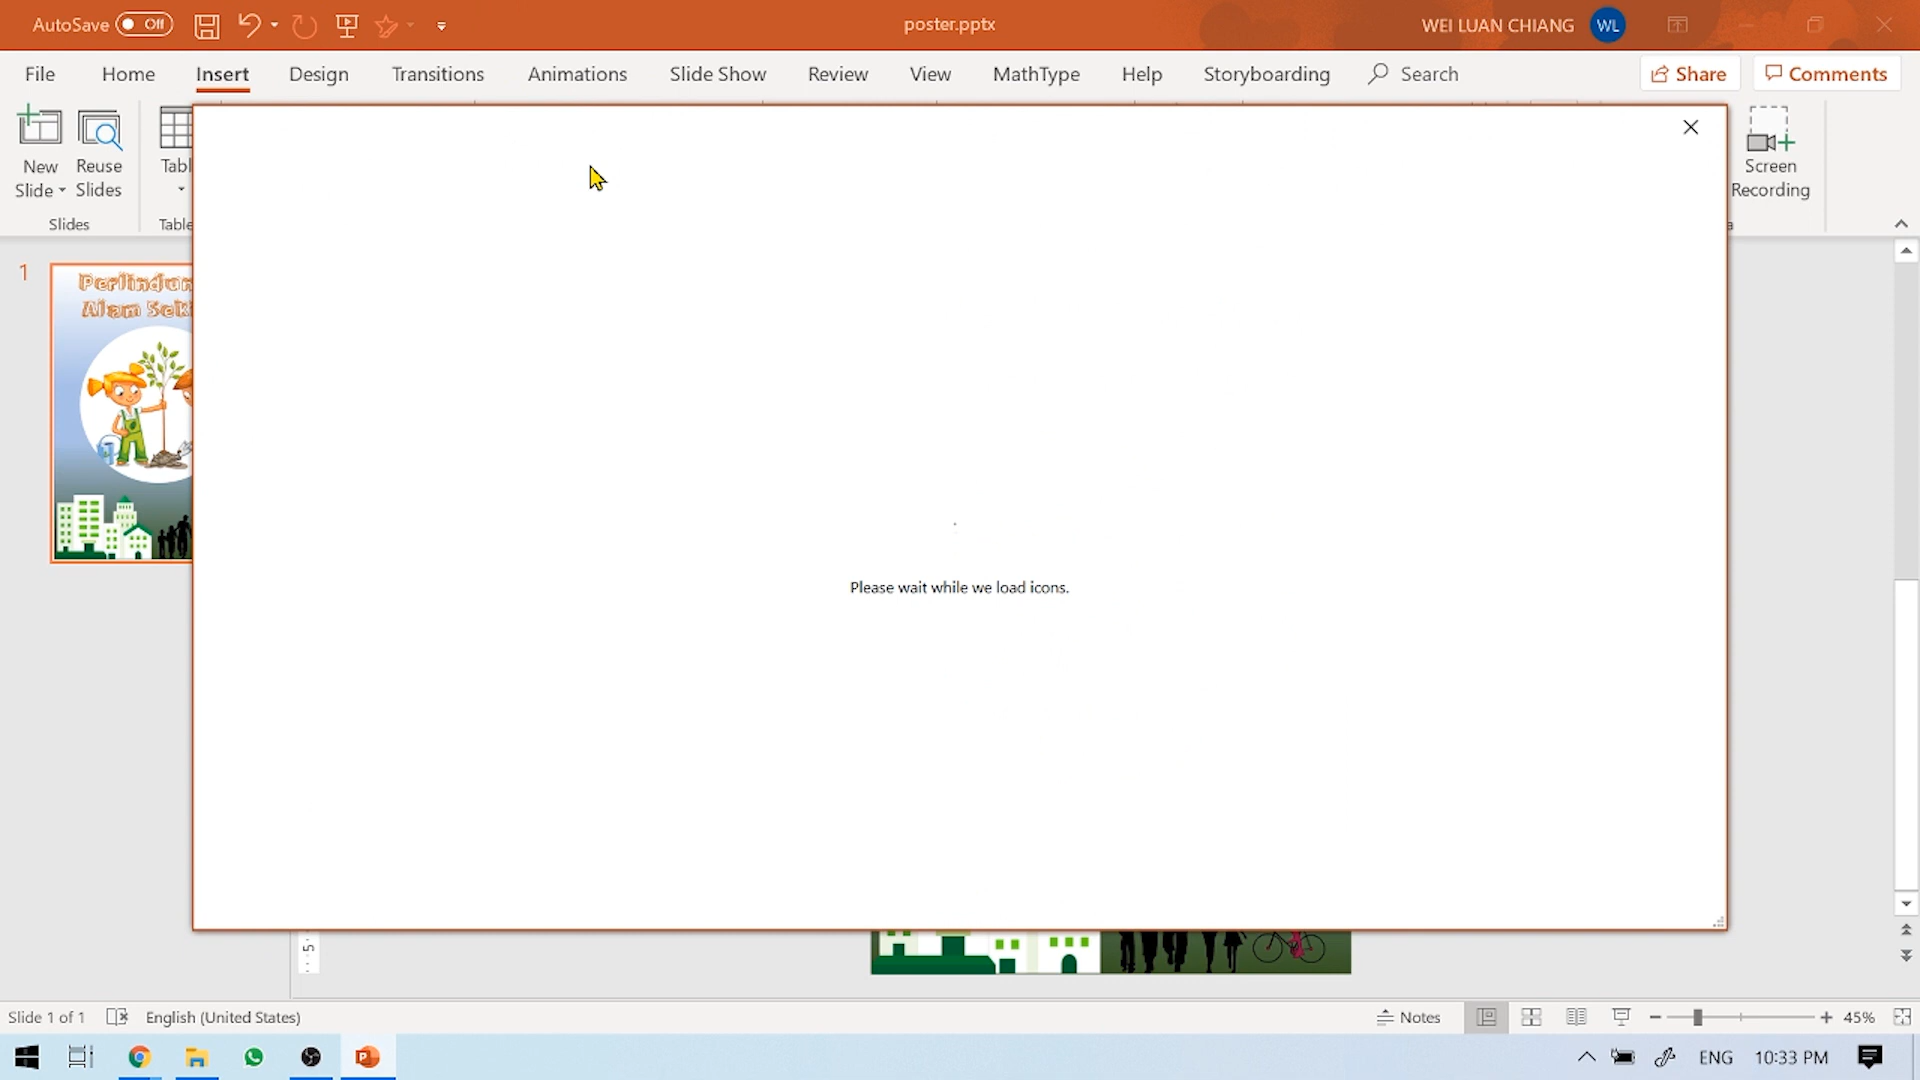 AutoSave Off
poster.pptx
WEI LUAN CHIANG WL
File Home Insert Design Transitions Animations Slide Show Review View MathType Help Storyboarding Search Share Comments
New Slide
Reuse Slides
Screen Recording
Slides
1
Please wait while we load icons.
5
Slide 1 of 1 English (United States) Notes 45%
ENG 10:33 PM